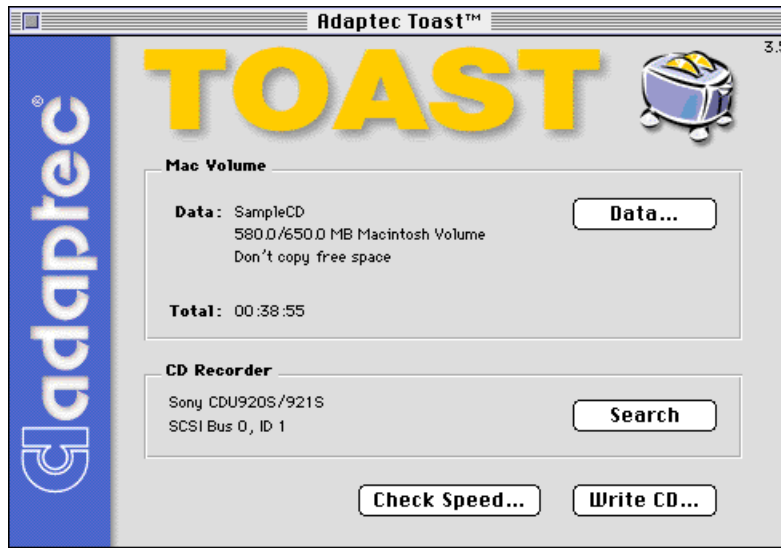 Adaptec Toast™
3.5
adaptec®
TOAST
Mac Volume
Data: SampleCD
580.0/650.0 MB Macintosh Volume
Don't copy free space
Data...
Total: 00:38:55
CD Recorder
Sony CDU920S/921S
SCSI Bus 0, ID 1
Search
Check Speed...
Write CD...